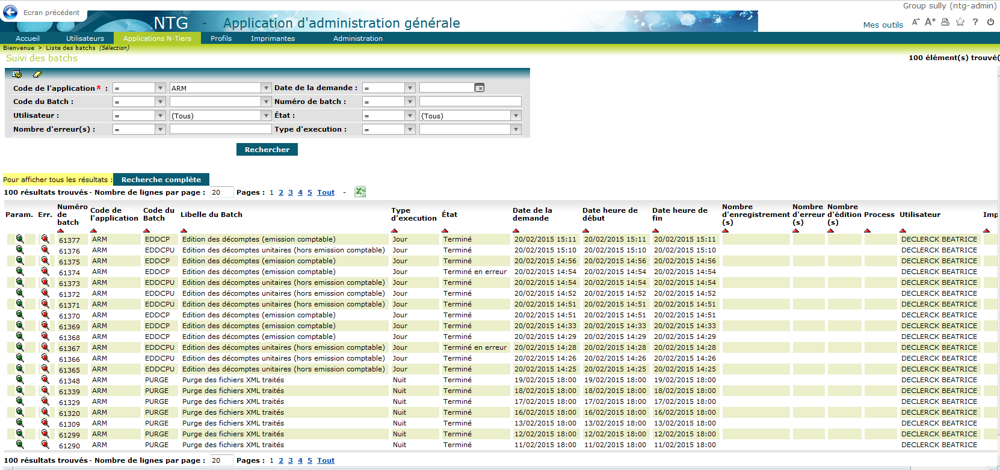 Ecran précédent
Group sully (ntg-admin)
NTG - Application d'administration générale
Mes outils A- A+ ?
Accueil Utilisateurs Applications N-Tiers Profils Imprimantes Administration
Bienvenue > Liste des batchs (Sélection)
Suivi des batchs
100 élément(s) trouvé(
Code de l'application* : = ARM Date de la demande : =
Code du Batch : = Numéro de batch : =
Utilisateur : = (Tous) État : = (Tous)
Nombre d'erreur(s) : = Type d'execution : =
Rechercher
Pour afficher tous les résultats : Recherche complète
100 résultats trouvés - Nombre de lignes par page : 20 Pages : 1 2 3 4 5 Tout -
Param. Err. Numéro de batch Code de l'application Code du Batch Libelle du Batch Type d'execution État Date de la demande Date heure de début Date heure de fin Nombre d'enregistrement (s) Nombre d'erreur (s) Nombre d'édition (s) Process Utilisateur Imp
61377 ARM EDDCP Edition des décomptes (emission comptable) Jour Terminé 20/02/2015 15:11 20/02/2015 15:11 20/02/2015 15:11 DECLERCK BEATRICE
61376 ARM EDDCPU Edition des décomptes unitaires (hors emission comptable) Jour Terminé 20/02/2015 15:10 20/02/2015 15:10 20/02/2015 15:10 DECLERCK BEATRICE
61375 ARM EDDCP Edition des décomptes (emission comptable) Jour Terminé 20/02/2015 14:56 20/02/2015 14:56 20/02/2015 14:56 DECLERCK BEATRICE
61374 ARM EDDCP Edition des décomptes (emission comptable) Jour Terminé en erreur 20/02/2015 14:54 20/02/2015 14:54 20/02/2015 14:54 DECLERCK BEATRICE
61373 ARM EDDCPU Edition des décomptes unitaires (hors emission comptable) Jour Terminé 20/02/2015 14:54 20/02/2015 14:54 20/02/2015 14:54 DECLERCK BEATRICE
61372 ARM EDDCPU Edition des décomptes unitaires (hors emission comptable) Jour Terminé 20/02/2015 14:52 20/02/2015 14:52 20/02/2015 14:52 DECLERCK BEATRICE
61371 ARM EDDCPU Edition des décomptes unitaires (hors emission comptable) Jour Terminé 20/02/2015 14:51 20/02/2015 14:51 20/02/2015 14:51 DECLERCK BEATRICE
61370 ARM EDDCP Edition des décomptes (emission comptable) Jour Terminé 20/02/2015 14:51 20/02/2015 14:51 20/02/2015 14:51 DECLERCK BEATRICE
61369 ARM EDDCP Edition des décomptes (emission comptable) Jour Terminé 20/02/2015 14:33 20/02/2015 14:33 20/02/2015 14:33 DECLERCK BEATRICE
61368 ARM EDDCP Edition des décomptes (emission comptable) Jour Terminé 20/02/2015 14:29 20/02/2015 14:29 20/02/2015 14:29 DECLERCK BEATRICE
61367 ARM EDDCPU Edition des décomptes unitaires (hors emission comptable) Jour Terminé en erreur 20/02/2015 14:28 20/02/2015 14:28 20/02/2015 14:28 DECLERCK BEATRICE
61366 ARM EDDCPU Edition des décomptes unitaires (hors emission comptable) Jour Terminé 20/02/2015 14:26 20/02/2015 14:26 20/02/2015 14:26 DECLERCK BEATRICE
61365 ARM EDDCPU Edition des décomptes unitaires (hors emission comptable) Jour Terminé 20/02/2015 14:25 20/02/2015 14:25 20/02/2015 14:25 DECLERCK BEATRICE
61348 ARM PURGE Purge des fichiers XML traités Nuit Terminé 19/02/2015 18:00 19/02/2015 18:00 19/02/2015 18:00 DECLERCK BEATRICE
61339 ARM PURGE Purge des fichiers XML traités Nuit Terminé 18/02/2015 18:00 18/02/2015 18:00 18/02/2015 18:00 DECLERCK BEATRICE
61329 ARM PURGE Purge des fichiers XML traités Nuit Terminé 17/02/2015 18:00 17/02/2015 18:00 17/02/2015 18:00 DECLERCK BEATRICE
61320 ARM PURGE Purge des fichiers XML traités Nuit Terminé 16/02/2015 18:00 16/02/2015 18:00 16/02/2015 18:00 DECLERCK BEATRICE
61309 ARM PURGE Purge des fichiers XML traités Nuit Terminé 13/02/2015 18:00 13/02/2015 18:00 13/02/2015 18:00 DECLERCK BEATRICE
61299 ARM PURGE Purge des fichiers XML traités Nuit Terminé 12/02/2015 18:00 12/02/2015 18:00 12/02/2015 18:00 DECLERCK BEATRICE
61290 ARM PURGE Purge des fichiers XML traités Nuit Terminé 11/02/2015 18:00 11/02/2015 18:00 11/02/2015 18:00 DECLERCK BEATRICE
100 résultats trouvés - Nombre de lignes par page : 20 Pages : 1 2 3 4 5 Tout